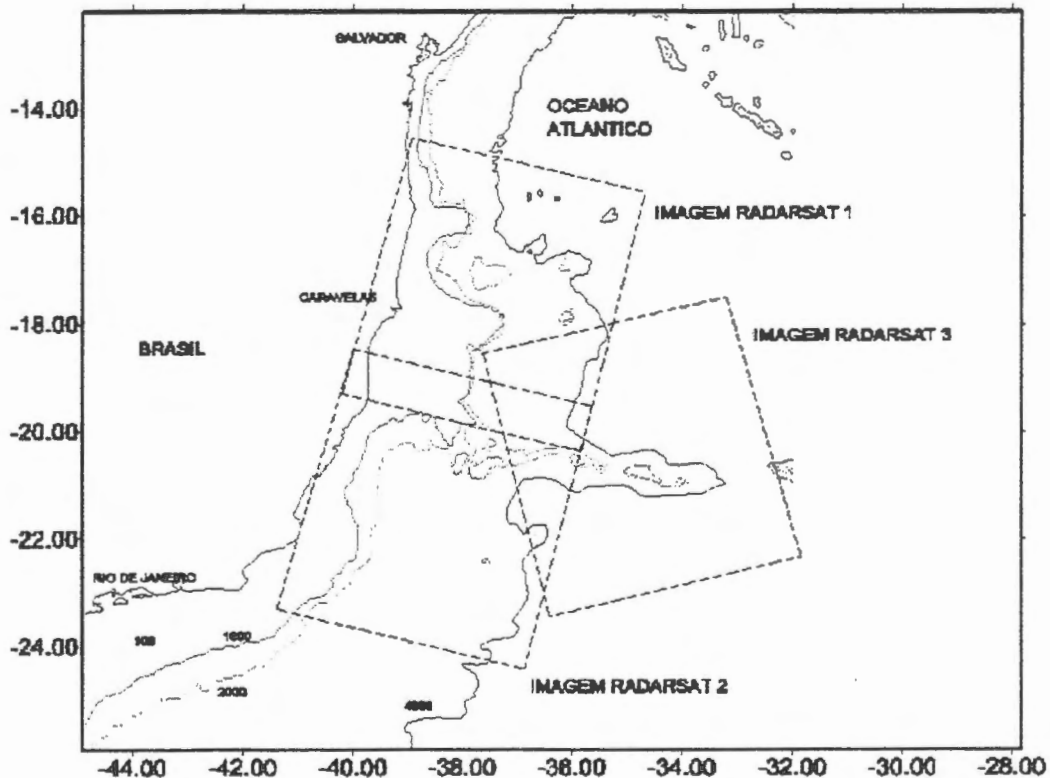 SALVADOR
-14.00
OCEANO
ATLANTICO
-16.00
IMAGEM RADARSAT 1
CARAVELAS
-18.00
IMAGEM RADARSAT 3
BRASIL
-20.00
-22.00
RIO DE JANEIRO
1000
-24.00
2000
IMAGEM RADARSAT 2
-44.00 -42.00 -40.00 -38.00 -36.00 -34.00 -32.00 -30.00 -28.00